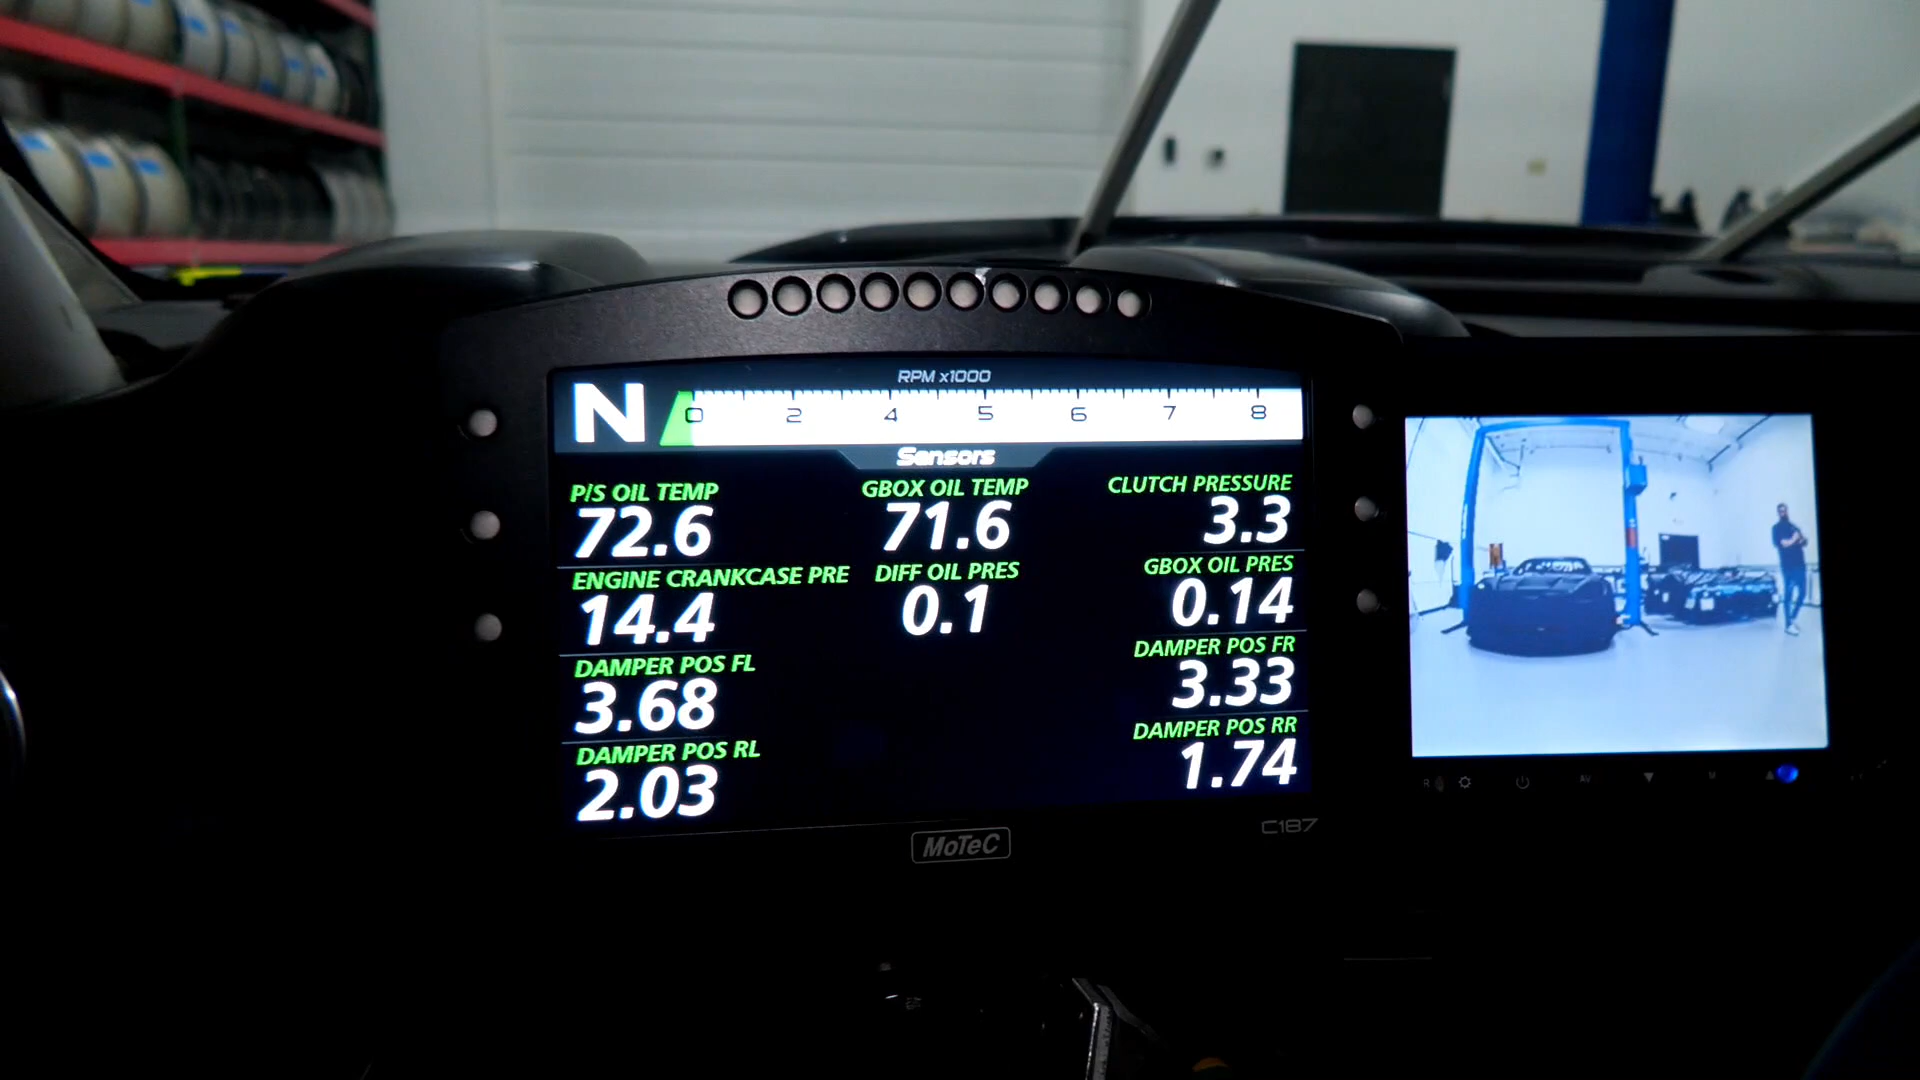 RPM x1000
N
0 2 4 5 6 7 8
Sensors
P/S OIL TEMP
72.6
GBOX OIL TEMP
71.6
CLUTCH PRESSURE
3.3
ENGINE CRANKCASE PRE
14.4
DIFF OIL PRES
0.1
GBOX OIL PRES
0.14
DAMPER POS FL
3.68
DAMPER POS FR
3.33
DAMPER POS RL
2.03
DAMPER POS RR
1.74
MoTeC
C187
R AV M